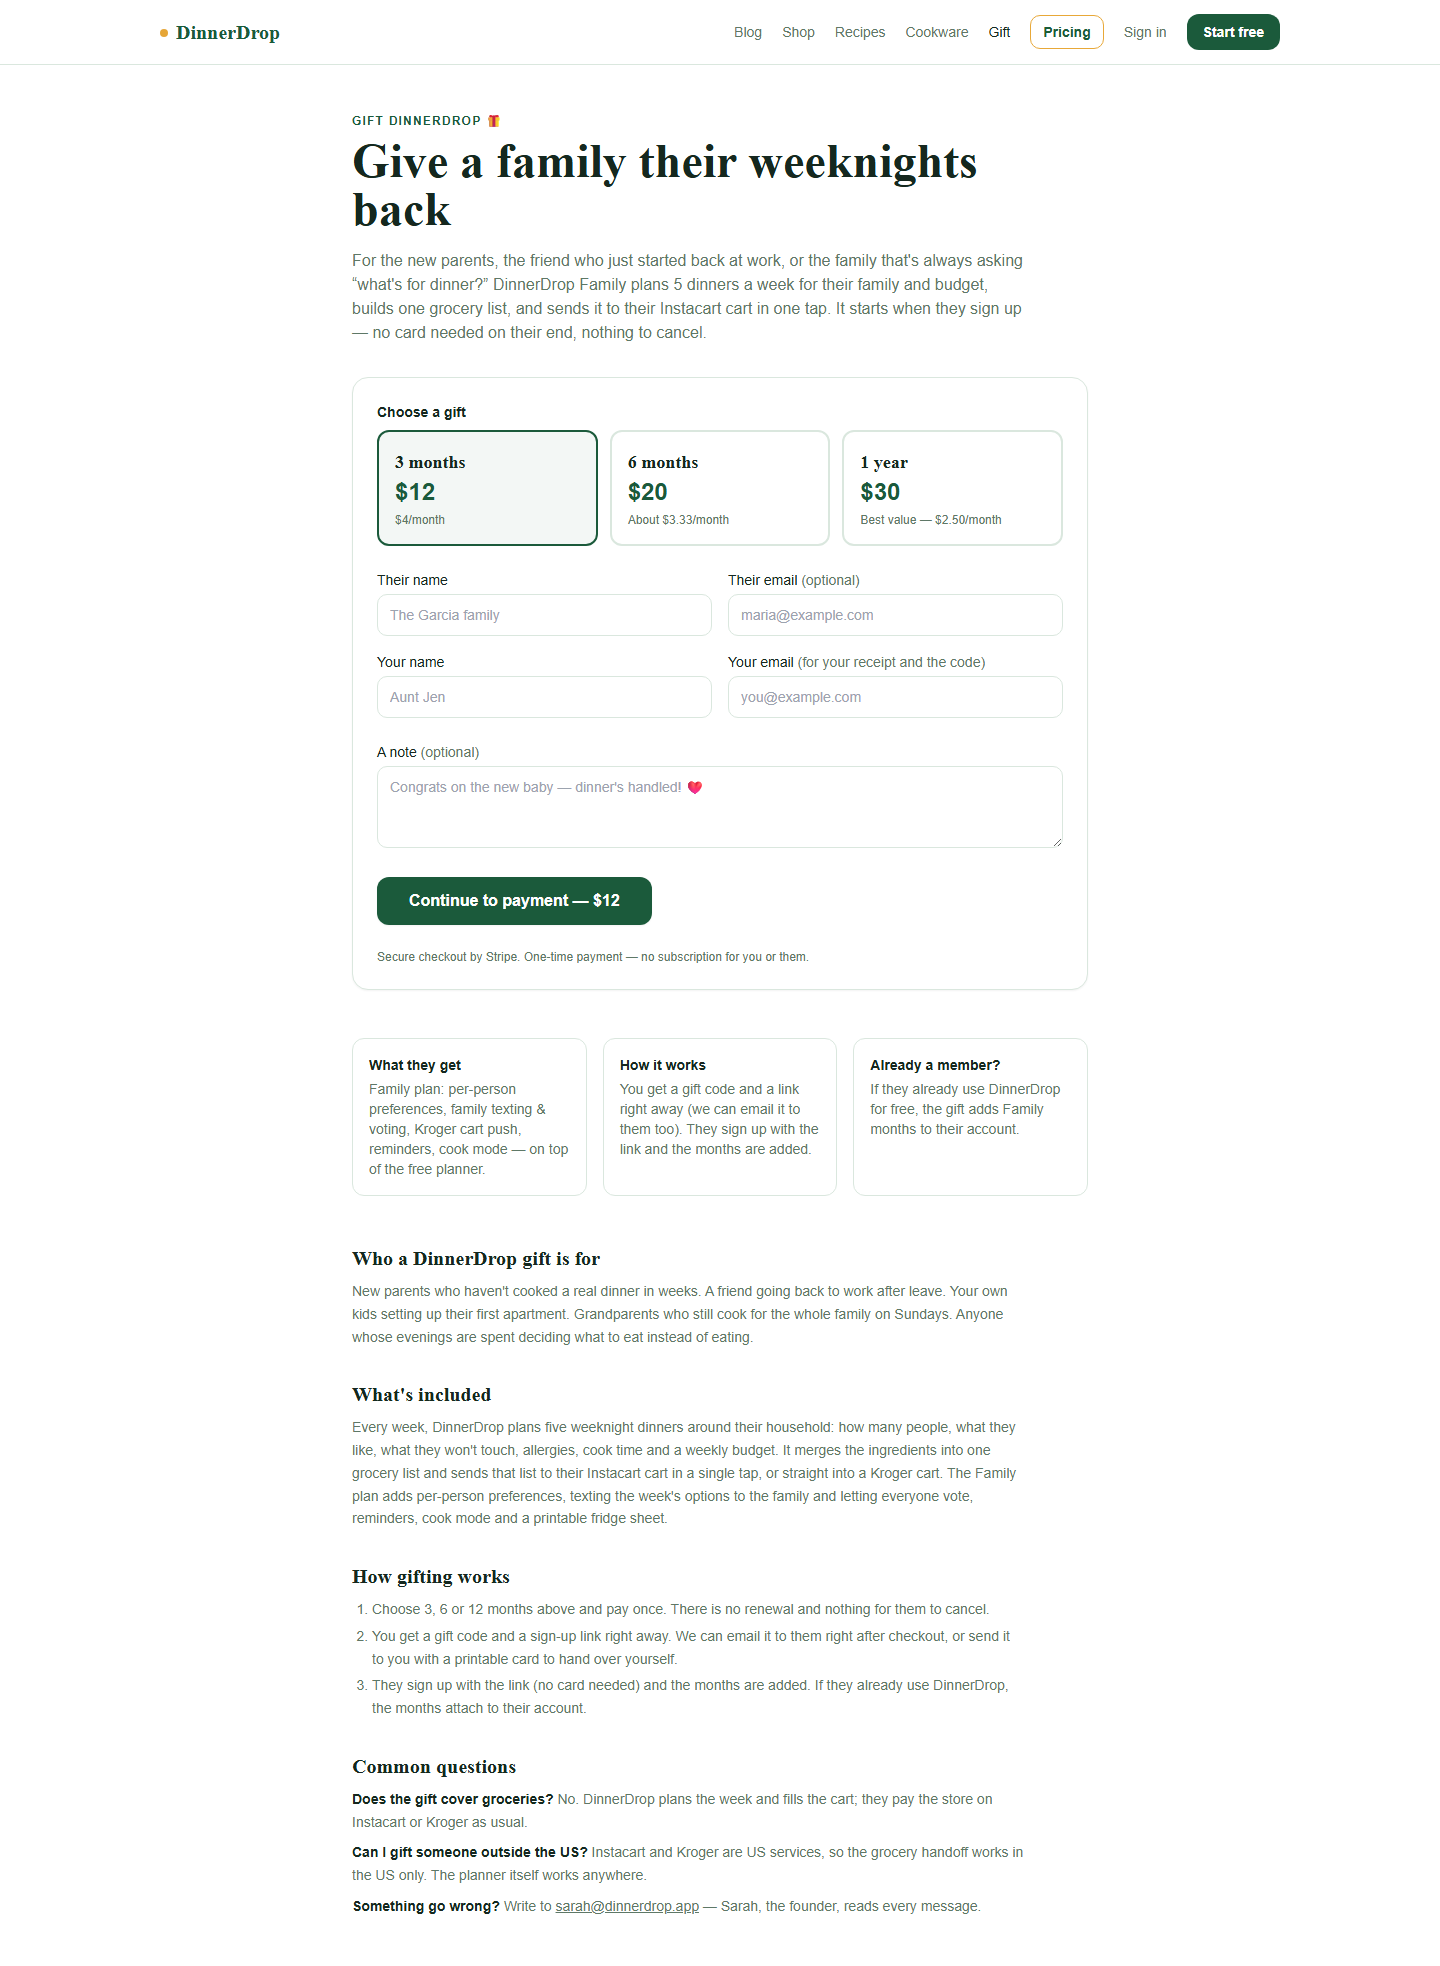 DinnerDrop
Blog
Shop
Recipes
Cookware
Gift
Pricing
Sign in
Start free
GIFT DINNERDROP 🎁
Give a family their weeknights
back
For the new parents, the friend who just started back at work, or the family that's always asking
“what's for dinner?” DinnerDrop Family plans 5 dinners a week for their family and budget,
builds one grocery list, and sends it to their Instacart cart in one tap. It starts when they sign up
— no card needed on their end, nothing to cancel.
Choose a gift
3 months
$12
$4/month
6 months
$20
About $3.33/month
1 year
$30
Best value — $2.50/month
Their name
The Garcia family
Their email (optional)
maria@example.com
Your name
Aunt Jen
Your email (for your receipt and the code)
you@example.com
A note (optional)
Congrats on the new baby — dinner's handled! ❤️
Continue to payment — $12
Secure checkout by Stripe. One-time payment — no subscription for you or them.
What they get
Family plan: per-person
preferences, family texting &
voting, Kroger cart push,
reminders, cook mode — on top
of the free planner.
How it works
You get a gift code and a link
right away (we can email it to
them too). They sign up with the
link and the months are added.
Already a member?
If they already use DinnerDrop
for free, the gift adds Family
months to their account.
Who a DinnerDrop gift is for
New parents who haven't cooked a real dinner in weeks. A friend going back to work after leave. Your own
kids setting up their first apartment. Grandparents who still cook for the whole family on Sundays. Anyone
whose evenings are spent deciding what to eat instead of eating.
What's included
Every week, DinnerDrop plans five weeknight dinners around their household: how many people, what they
like, what they won't touch, allergies, cook time and a weekly budget. It merges the ingredients into one
grocery list and sends that list to their Instacart cart in a single tap, or straight into a Kroger cart. The Family
plan adds per-person preferences, texting the week's options to the family and letting everyone vote,
reminders, cook mode and a printable fridge sheet.
How gifting works
1. Choose 3, 6 or 12 months above and pay once. There is no renewal and nothing for them to cancel.
2. You get a gift code and a sign-up link right away. We can email it to them right after checkout, or send it
to you with a printable card to hand over yourself.
3. They sign up with the link (no card needed) and the months are added. If they already use DinnerDrop,
the months attach to their account.
Common questions
Does the gift cover groceries? No. DinnerDrop plans the week and fills the cart; they pay the store on
Instacart or Kroger as usual.
Can I gift someone outside the US? Instacart and Kroger are US services, so the grocery handoff works in
the US only. The planner itself works anywhere.
Something go wrong? Write to sarah@dinnerdrop.app — Sarah, the founder, reads every message.